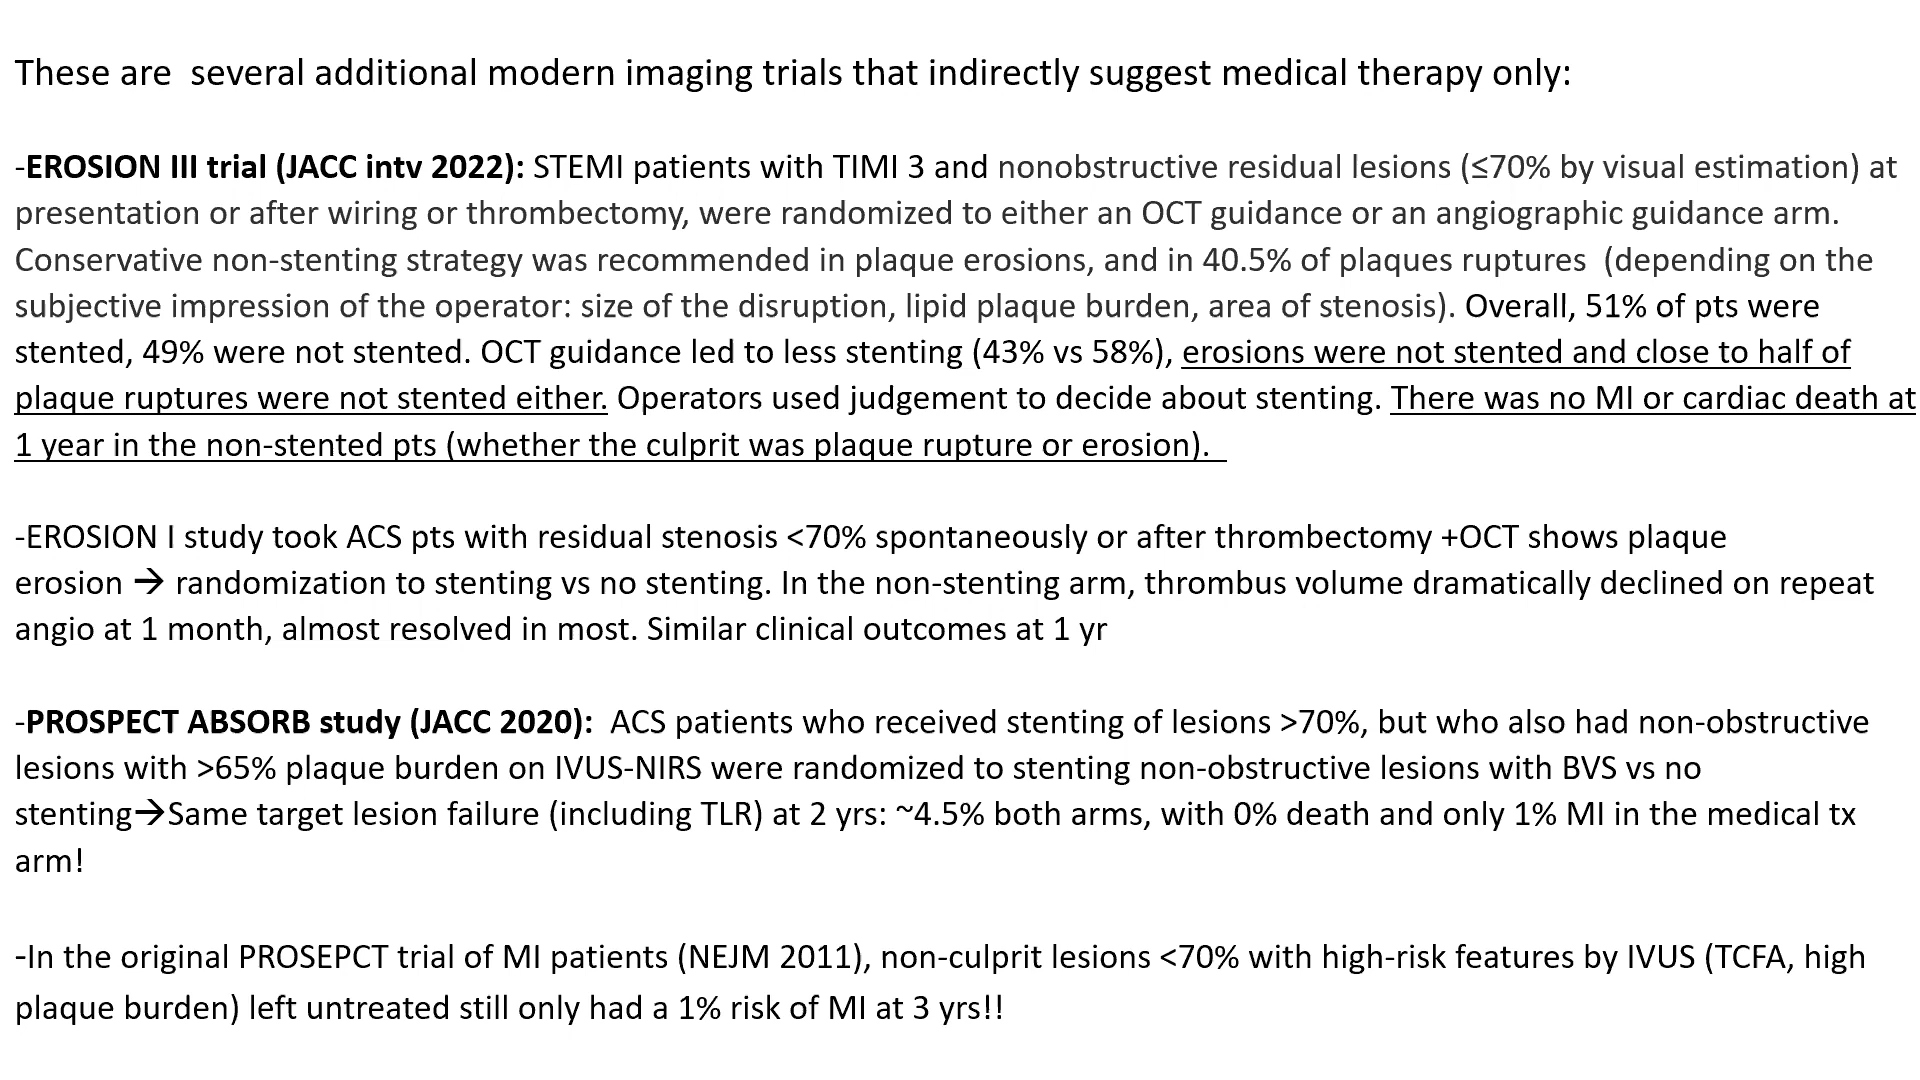 These are  several additional modern imaging trials that indirectly suggest medical therapy only:
-EROSION III trial (JACC intv 2022): STEMI patients with TIMI 3 and nonobstructive residual lesions (≤70% by visual estimation) at
presentation or after wiring or thrombectomy, were randomized to either an OCT guidance or an angiographic guidance arm.
Conservative non-stenting strategy was recommended in plaque erosions, and in 40.5% of plaques ruptures  (depending on the
subjective impression of the operator: size of the disruption, lipid plaque burden, area of stenosis). Overall, 51% of pts were
stented, 49% were not stented. OCT guidance led to less stenting (43% vs 58%), erosions were not stented and close to half of
plaque ruptures were not stented either. Operators used judgement to decide about stenting. There was no MI or cardiac death at
1 year in the non-stented pts (whether the culprit was plaque rupture or erosion).
-EROSION I study took ACS pts with residual stenosis <70% spontaneously or after thrombectomy +OCT shows plaque
erosion → randomization to stenting vs no stenting. In the non-stenting arm, thrombus volume dramatically declined on repeat
angio at 1 month, almost resolved in most. Similar clinical outcomes at 1 yr
-PROSPECT ABSORB study (JACC 2020):  ACS patients who received stenting of lesions >70%, but who also had non-obstructive
lesions with >65% plaque burden on IVUS-NIRS were randomized to stenting non-obstructive lesions with BVS vs no
stenting→Same target lesion failure (including TLR) at 2 yrs: ~4.5% both arms, with 0% death and only 1% MI in the medical tx
arm!
-In the original PROSEPCT trial of MI patients (NEJM 2011), non-culprit lesions <70% with high-risk features by IVUS (TCFA, high
plaque burden) left untreated still only had a 1% risk of MI at 3 yrs!!